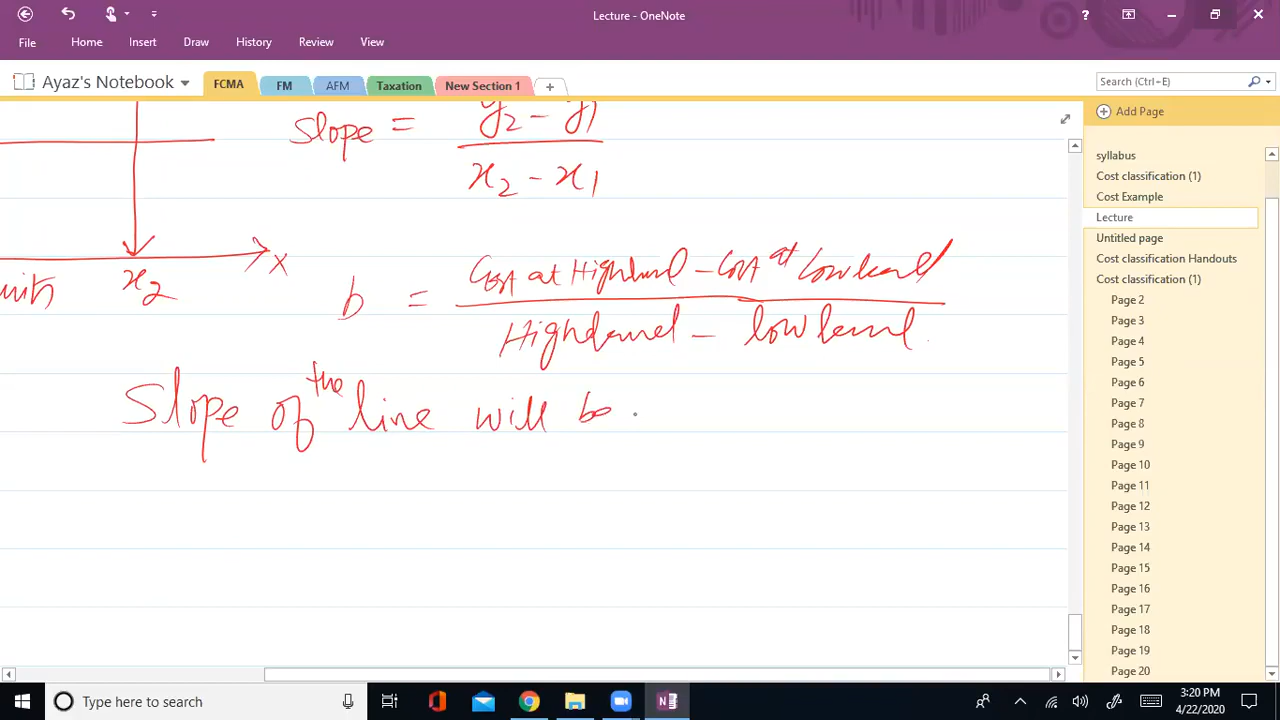 Lecture - OneNote
?
File
Home
Insert
Draw
History
Review
View
Ayaz's Notebook
FCMA
FM
AFM
Taxation
New Section 1
+
Search (Ctrl+E)
Add Page
syllabus
Cost classification (1)
Cost Example
Lecture
Untitled page
Cost classification Handouts
Cost classification (1)
Page 2
Page 3
Page 4
Page 5
Page 6
Page 7
Page 8
Page 9
Page 10
Page 11
Page 12
Page 13
Page 14
Page 15
Page 16
Page 17
Page 18
Page 19
Page 20
Slope = y2 - y1
x2 - x1
x
units x2
b = Cost at High level - Cost at Low level
High level - low level
Slope of the line will be
Type here to search
3:20 PM
4/22/2020